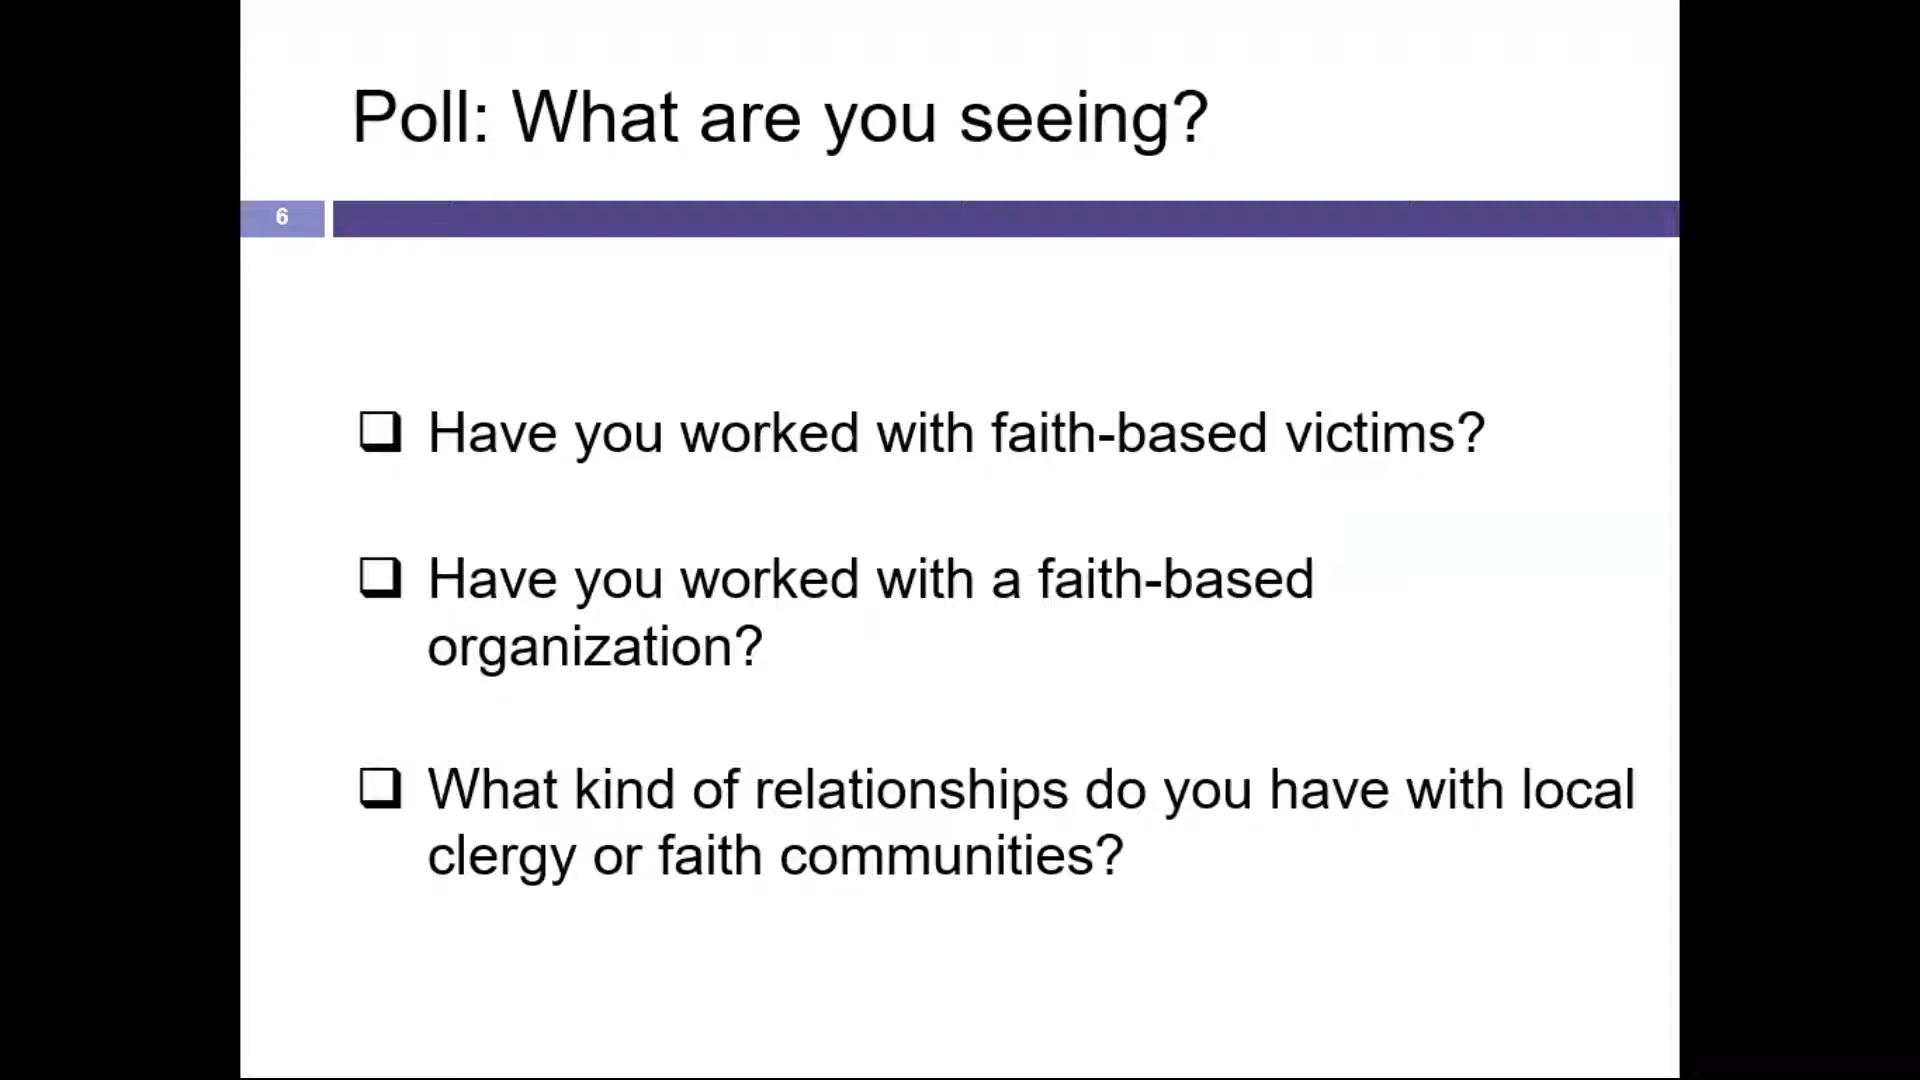 Poll: What are you seeing?
6
Have you worked with faith-based victims?
Have you worked with a faith-based
organization?
What kind of relationships do you have with local
clergy or faith communities?